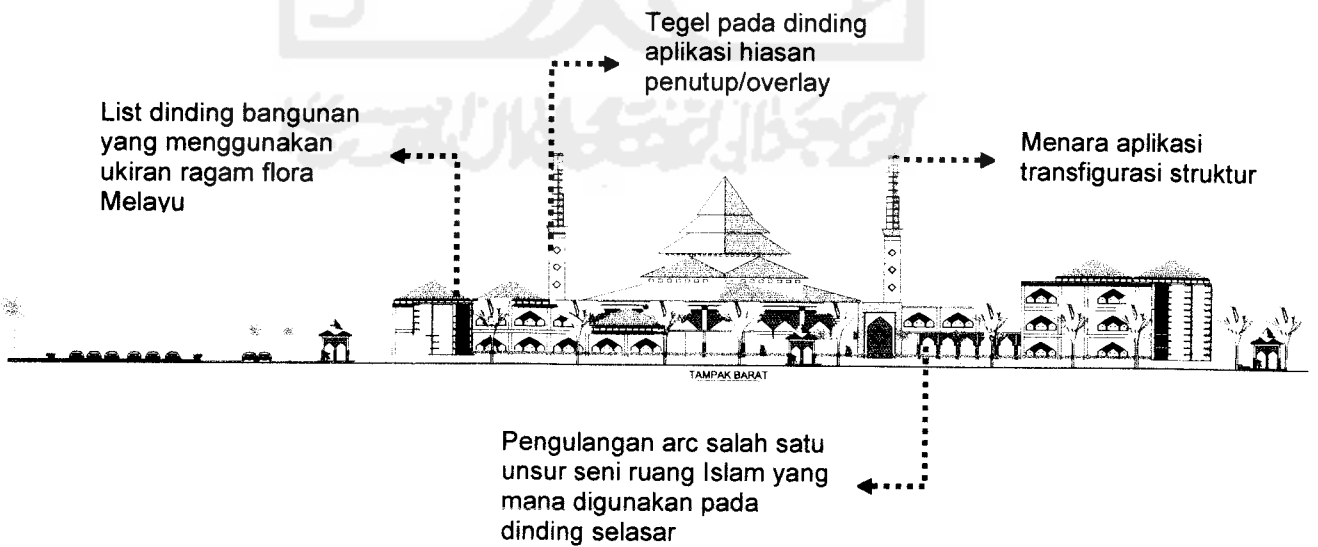 Tegel pada dinding
aplikasi hiasan
penutup/overlay
List dinding bangunan
yang menggunakan
ukiran ragam flora
Melayu
Menara aplikasi
transfigurasi struktur
TAMPAK BARAT
Pengulangan arc salah satu
unsur seni ruang Islam yang
mana digunakan pada
dinding selasar